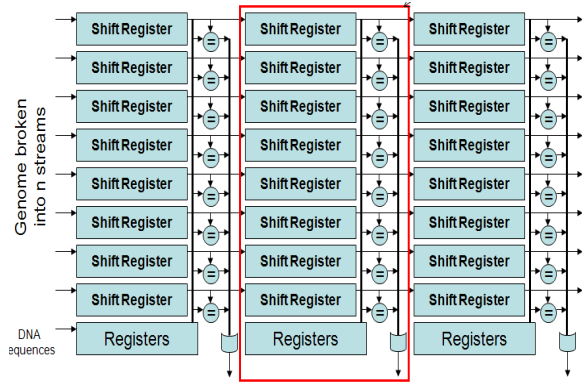 Shift Register = Shift Register = Shift Register =
Shift Register = Shift Register = Shift Register =
Shift Register = Shift Register = Shift Register =
Shift Register = Shift Register = Shift Register =
Shift Register = Shift Register = Shift Register =
Shift Register = Shift Register = Shift Register =
Shift Register = Shift Register = Shift Register =
Shift Register = Shift Register = Shift Register =
Registers Registers Registers
Genome broken
into n streams
DNA
equences